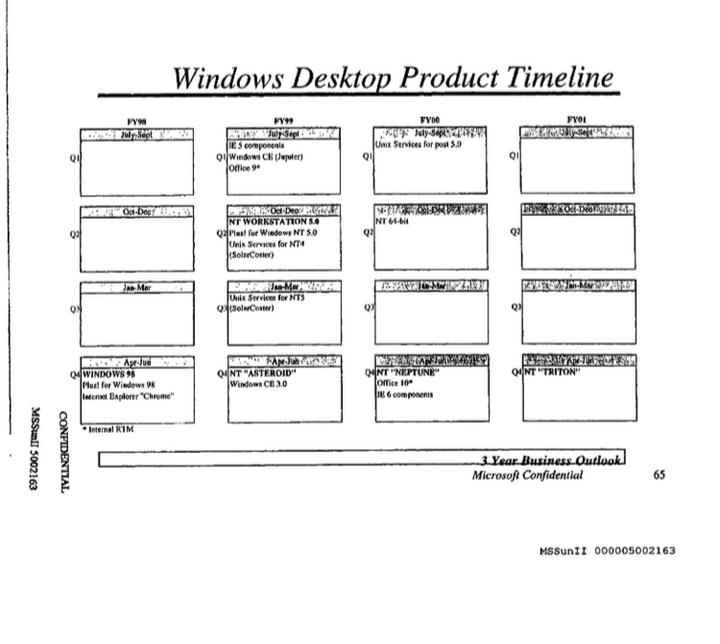 Windows Desktop Product Timeline
FY98
July-Sept
Q1
Oct-Dec
Q2
Jan-Mar
Q3
Apr-Jun
Q4
WINDOWS 98
Plus! for Windows 98
Internet Explorer "Chrome"
* Internal RTM
FY99
July-Sept
Q1
IE 5 components
Windows CE (Jupiter)
Office 9*
Oct-Dec
Q2
NT WORKSTATION 5.0
Plus! for Windows NT 5.0
Unix Services for NT4
(SolarCoster)
Jan-Mar
Q3
Unix Services for NT5
(SolarCoster)
Apr-Jun
Q4
NT "ASTEROID"
Windows CE 3.0
FY00
July-Sept
Q1
Unix Services for post 5.0
Oct-Dec
Q2
NT 64-bit
Jan-Mar
Q3
Apr-Jun
Q4
NT "NEPTUNE"
Office 10*
IE 6 components
FY01
July-Sept
Q1
Oct-Dec
Q2
Jan-Mar
Q3
Apr-Jun
Q4
NT "TRITON"
3 Year Business Outlook
Microsoft Confidential
65
MSSunII 5002163
CONFIDENTIAL
MSSunII 000005002163